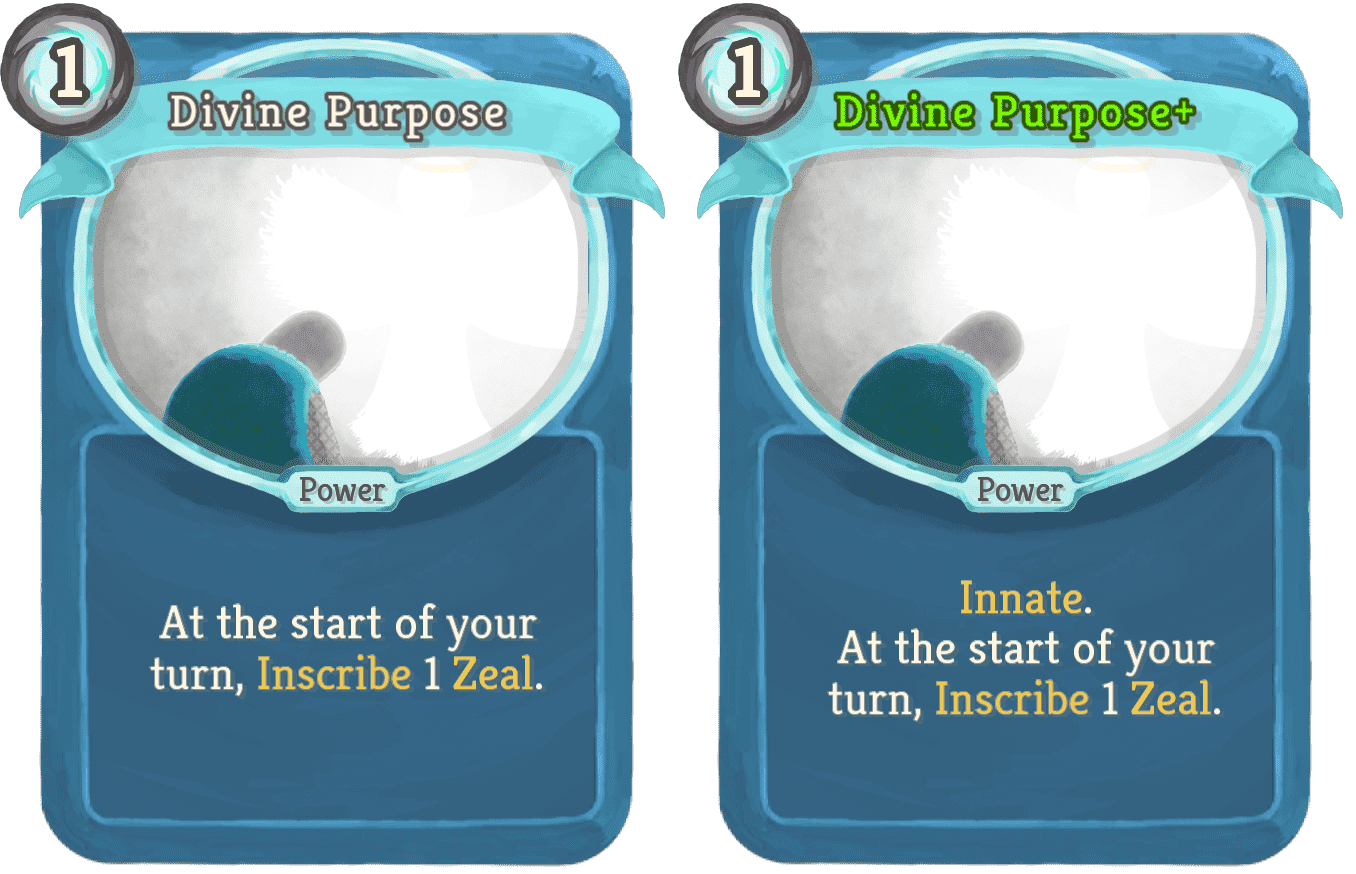 1
Divine Purpose
Power
At the start of your
turn, Inscribe 1 Zeal.
1
Divine Purpose+
Power
Innate.
At the start of your
turn, Inscribe 1 Zeal.